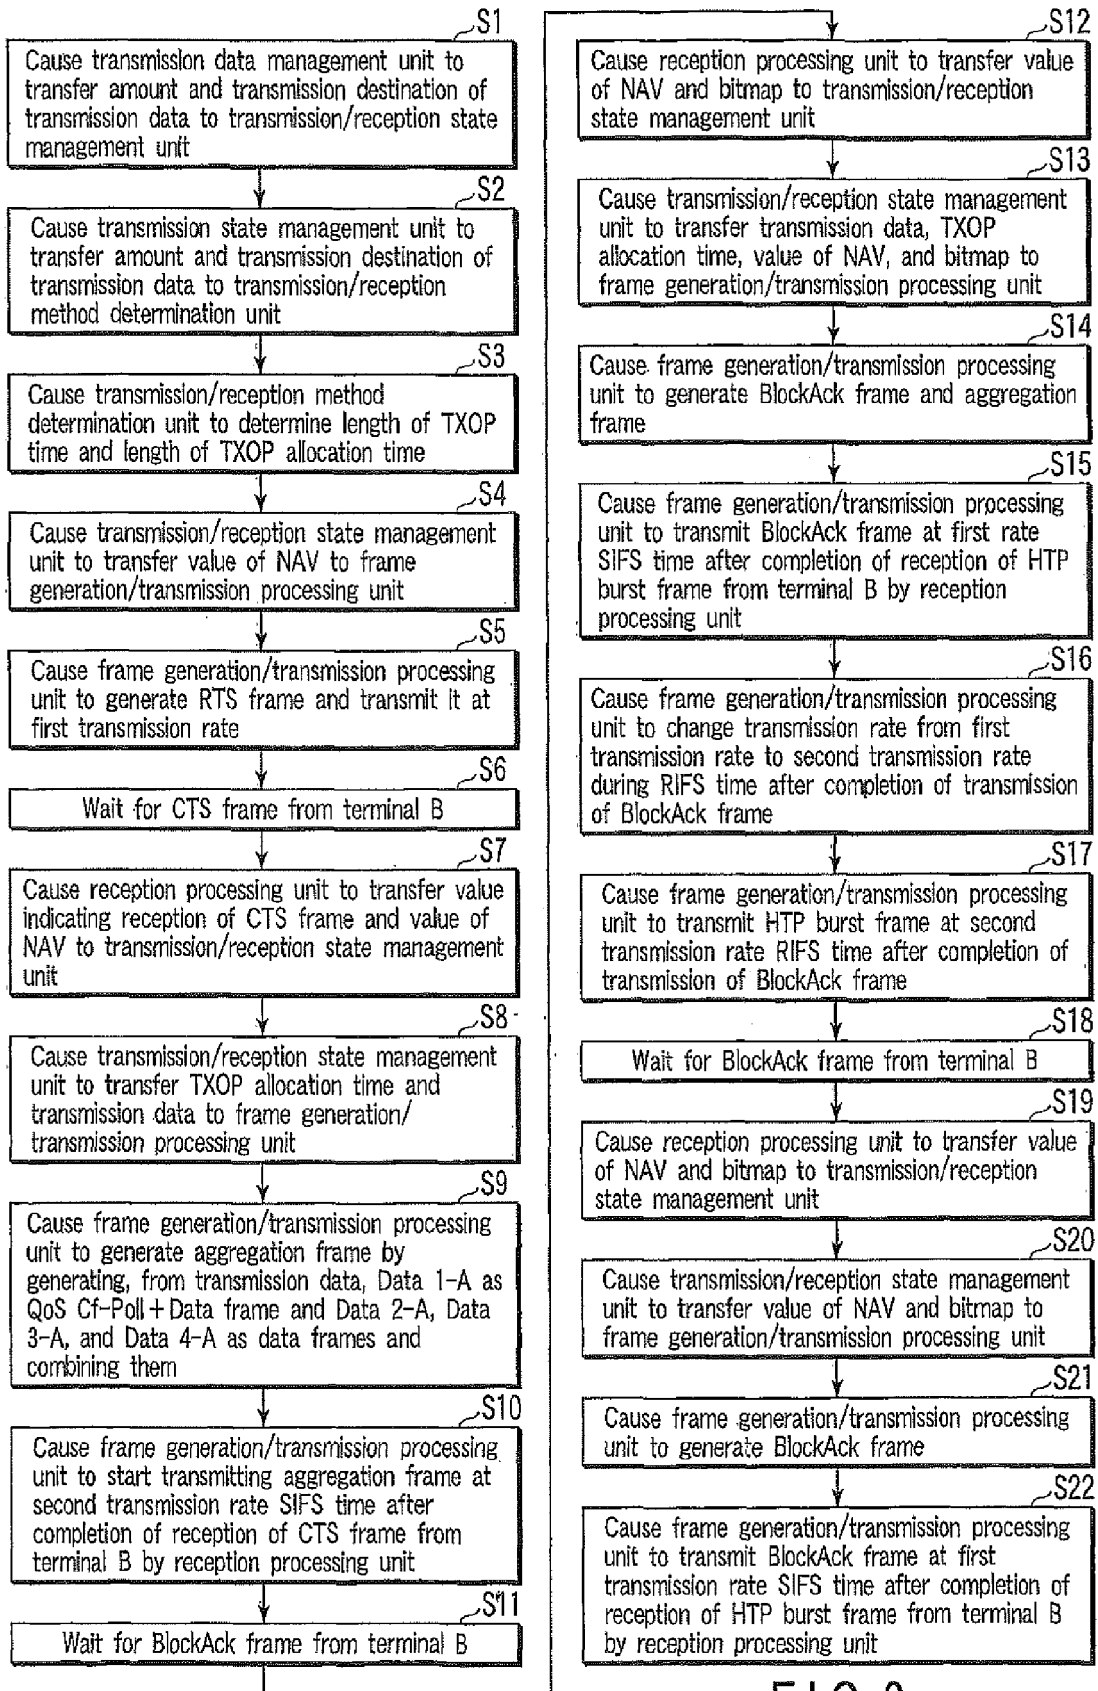 S1
Cause transmission data management unit to
transfer amount and transmission destination of
transmission data to transmission/reception state
management unit
S2
Cause transmission state management unit to
transfer amount and transmission destination of
transmission data to transmission/reception
method determination unit
S3
Cause transmission/reception method
determination unit to determine length of TXOP
time and length of TXOP allocation time
S4
Cause transmission/reception state management
unit to transfer value of NAV to frame
generation/transmission processing unit
S5
Cause frame generation/transmission processing
unit to generate RTS frame and transmit it at
first transmission rate
S6
Wait for CTS frame from terminal B
S7
Cause reception processing unit to transfer value
indicating reception of CTS frame and value of
NAV to transmission/reception state management
unit
S8
Cause transmission/reception state management
unit to transfer TXOP allocation time and
transmission data to frame generation/
transmission processing unit
S9
Cause frame generation/transmission processing
unit to generate aggregation frame by
generating, from transmission data, Data 1-A as
QoS Cf-Poll+Data frame and Data 2-A, Data
3-A, and Data 4-A as data frames and
combining them
S10
Cause frame generation/transmission processing
unit to start transmitting aggregation frame at
second transmission rate SIFS time after
completion of reception of CTS frame from
terminal B by reception processing unit
S11
Wait for BlockAck frame from terminal B
S12
Cause reception processing unit to transfer value
of NAV and bitmap to transmission/reception
state management unit
S13
Cause transmission/reception state management
unit to transfer transmission data, TXOP
allocation time, value of NAV, and bitmap to
frame generation/transmission processing unit
S14
Cause frame generation/transmission processing
unit to generate BlockAck frame and aggregation
frame
S15
Cause frame generation/transmission processing
unit to transmit BlockAck frame at first rate
SIFS time after completion of reception of HTP
burst frame from terminal B by reception
processing unit
S16
Cause frame generation/transmission processing
unit to change transmission rate from first
transmission rate to second transmission rate
during RIFS time after completion of transmission
of BlockAck frame
S17
Cause frame generation/transmission processing
unit to transmit HTP burst frame at second
transmission rate RIFS time after completion of
transmission of BlockAck frame
S18
Wait for BlockAck frame from terminal B
S19
Cause reception processing unit to transfer value
of NAV and bitmap to transmission/reception
state management unit
S20
Cause transmission/reception state management
unit to transfer value of NAV and bitmap to
frame generation/transmission processing unit
S21
Cause frame generation/transmission processing
unit to generate BlockAck frame
S22
Cause frame generation/transmission processing
unit to transmit BlockAck frame at first
transmission rate SIFS time after completion of
reception of HTP burst frame from terminal B
by reception processing unit